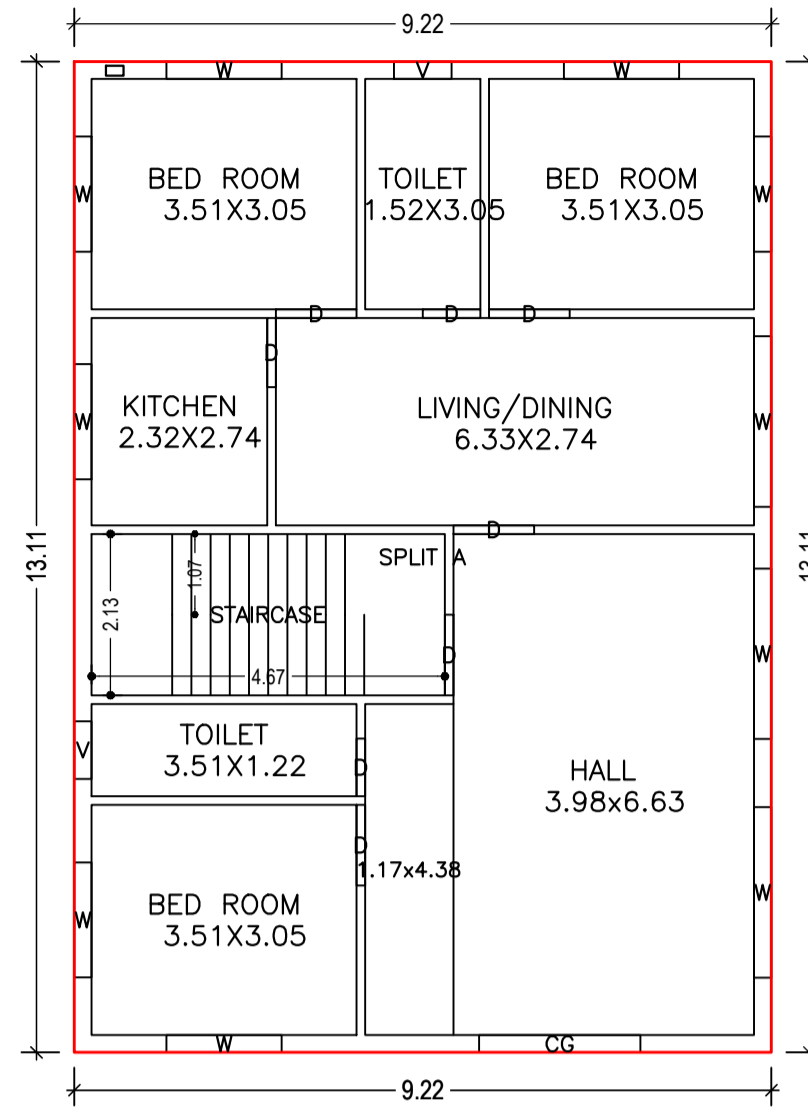 9.22
W
V
W
BED ROOM
3.51X3.05
TOILET
1.52X3.05
BED ROOM
3.51X3.05
W
W
D
D
D
D
KITCHEN
2.32X2.74
LIVING/DINING
6.33X2.74
W
W
13.11
13.11
D
SPLIT A
1.07
2.13
STAIRCASE
D
W
4.67
TOILET
3.51X1.22
V
D
HALL
3.98x6.63
D
1.17x4.38
W
BED ROOM
3.51X3.05
W
W
CG
9.22